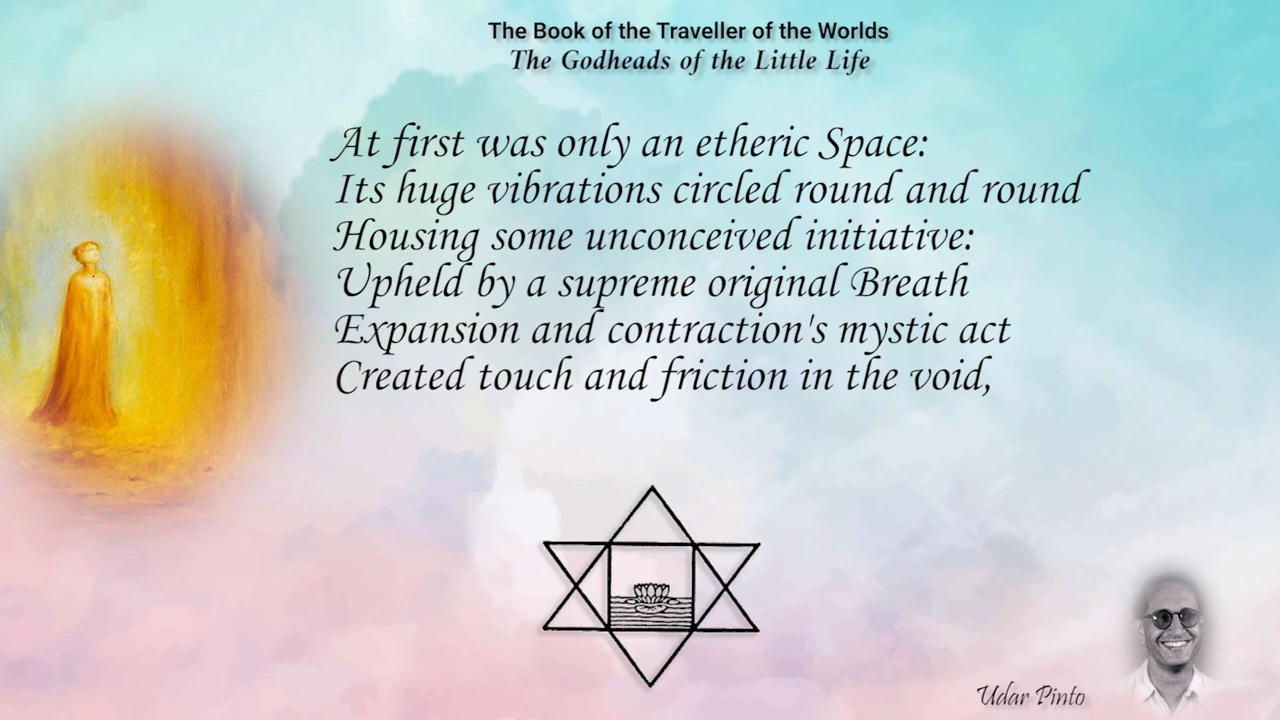 The Book of the Traveller of the Worlds
The Godheads of the Little Life
At first was only an etheric Space:
Its huge vibrations circled round and round
Housing some unconceived initiative:
Upheld by a supreme original Breath
Expansion and contraction's mystic act
Created touch and friction in the void,
Udar Pinto